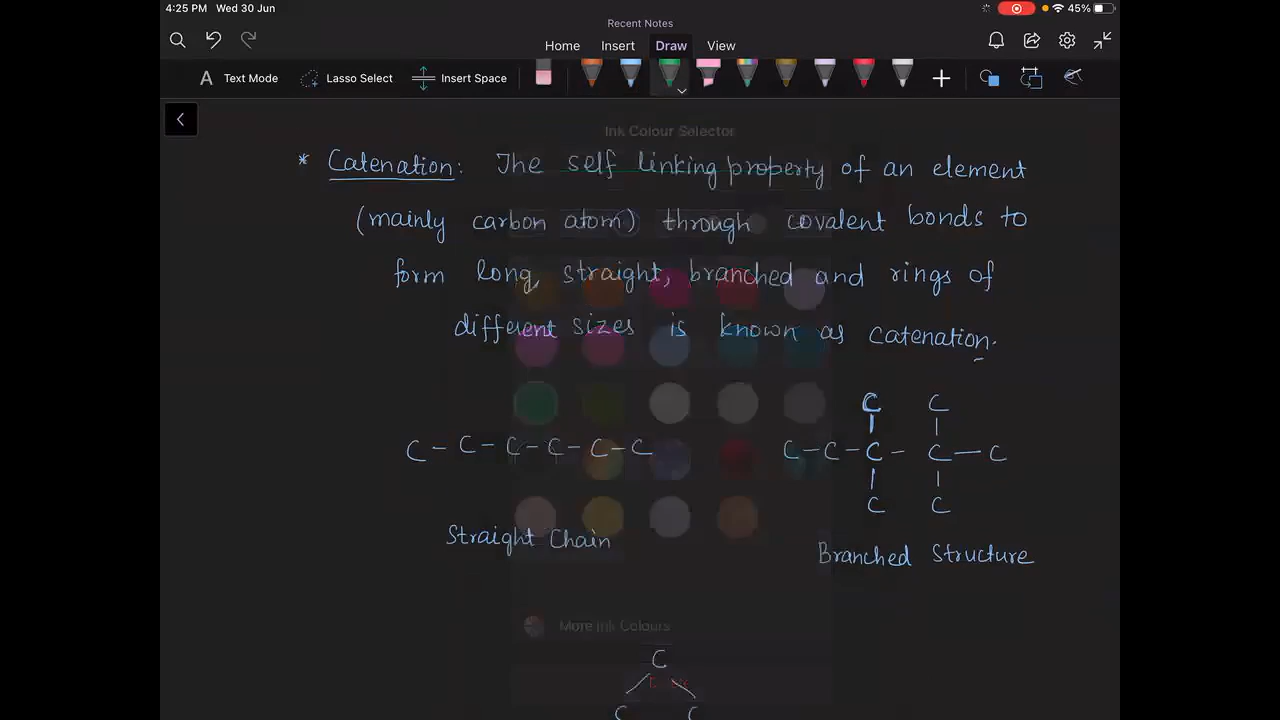 4:25 PM Wed 30 Jun
45%
Recent Notes
Home Insert Draw View
Text Mode Lasso Select Insert Space
Ink Colour Selector
* Catenation: The self linking property of an element
(mainly carbon atom) through covalent bonds to
form long, straight, branched and rings of
different sizes is known as catenation.
C C
C - C - C - C - C - C C - C - C - C - C
C C
Straight Chain
Branched Structure
More Ink Colours
C
C C